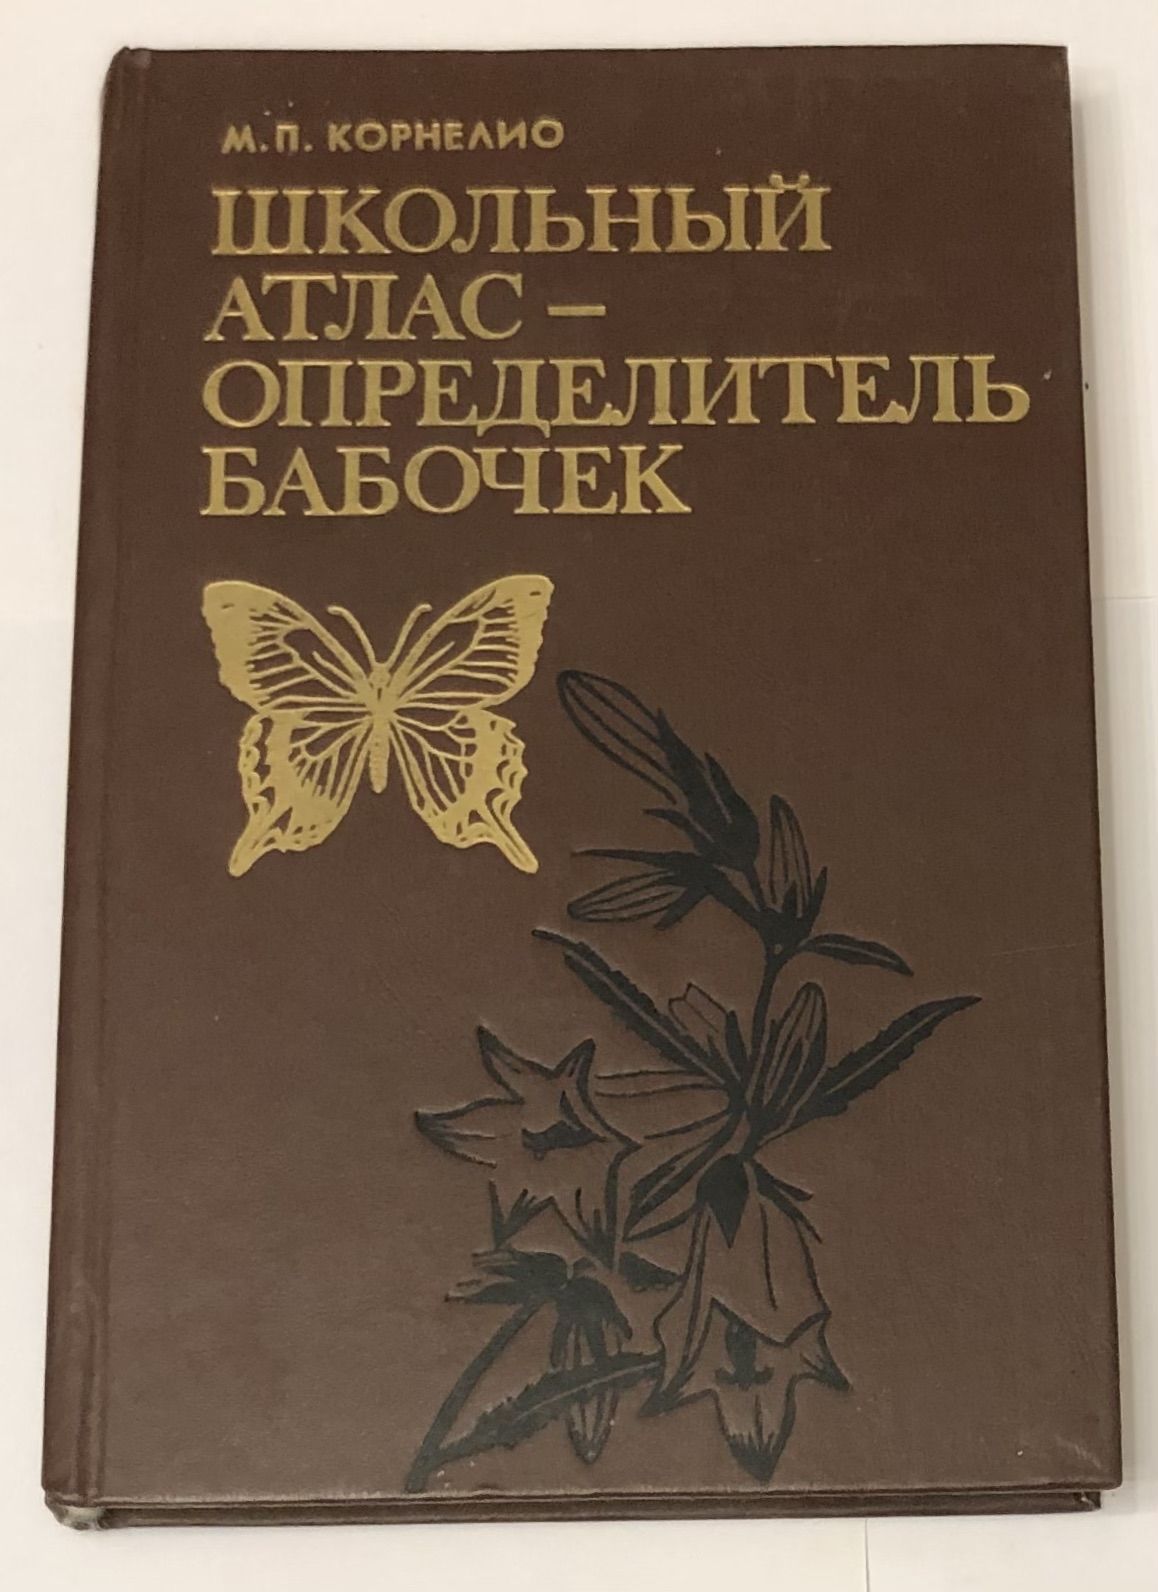 М.П. КОРНЕЛИО
ШКОЛЬНЫЙ
АТЛАС –
ОПРЕДЕЛИТЕЛЬ
БАБОЧЕК